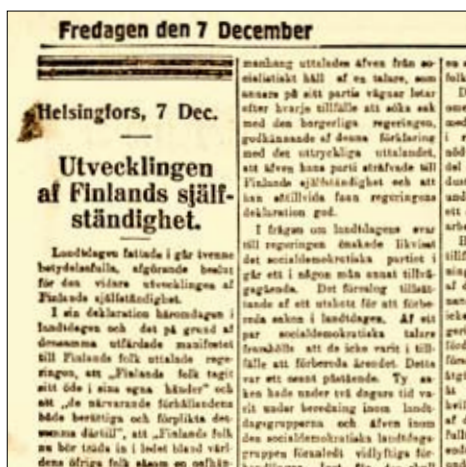 Fredagen den 7 December
Helsingfors, 7 Dec.
Utvecklingen
af Finlands själf-
ständighet.
Landtdagen fattade i går tvenne
betydelsefulla, afgörande beslut
för den vidare utvecklingen af
Finlands själfständighet.
I sin deklaration häromdagen i
landtdagen och det på grund af
densamma utfärdade manifestet
till Finlands folk uttalade rege-
ringen, att „Finlands folk tagit
sitt öde i sina egna händer" och
att „de närvarande förhållandena
både berättiga och förplikta det-
samma därtill", att „Finlands folk
nu bör träda in i ledet bland värl-
dens öfriga folk såsom en oafhän-
manhang uttalades äfven från so-
cialistiskt håll af en talare, som
annars på sitt partis vägnar letar
efter hvarje tillfälle att söka sak
med den borgerliga regeringen,
godkännande af denna förklaring
med det uttryckliga uttalandet,
att äfven hans parti sträfvade till
Finlands själfständighet och att
han såtillvida fann regeringens
deklaration god.
I frågan om landtdagens svar
till regeringen önskade likvisst
det socialdemokratiska partiet i
går ett i någon mån annat tillvä-
gagående. Det föreslog tillsät-
tande af ett utskott för att förbe-
reda saken i landtdagen. Af ett
par socialdemokratiska talare
framhölls att de icke varit i till-
fälle att förbereda ärendet. Detta
var ett osant påstående. Ty sa-
ken hade under två dagars tid va-
rit under beredning inom landt-
dagsgrupperna och äfven inom
den socialdemokratiska landtdags-
gruppen föranledt vidlyftiga för-